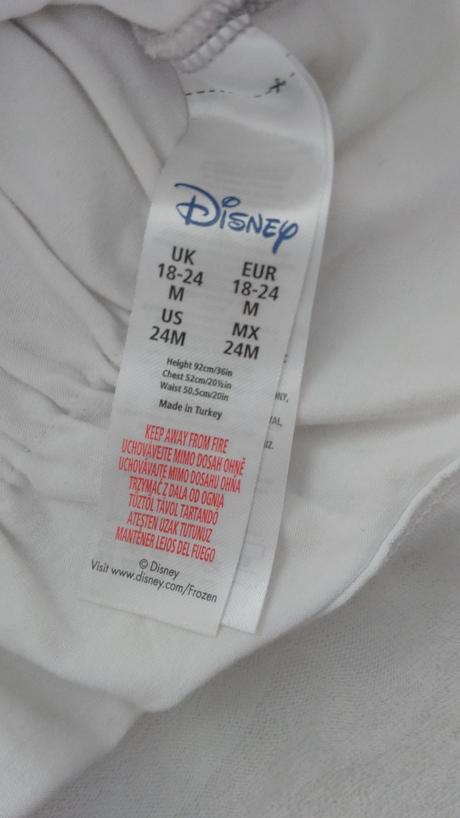 Disney
UK
18-24
M
US
24M
EUR
18-24
M
MX
24M
Height 92cm/36in
Chest 52cm/20½in
Waist 50.5cm/20in
Made in Turkey
KEEP AWAY FROM FIRE
UCHOVÁVEJTE MIMO DOSAH OHNĚ
UCHOVÁVAJTE MIMO DOSAHU OHŇA
TRZYMAĆ Z DALA OD OGNIA
TŰZTŐL TÁVOL TARTANDÓ
ATEŞTEN UZAK TUTUNUZ
MANTENER LEJOS DEL FUEGO
© Disney
Visit www.disney.com/Frozen